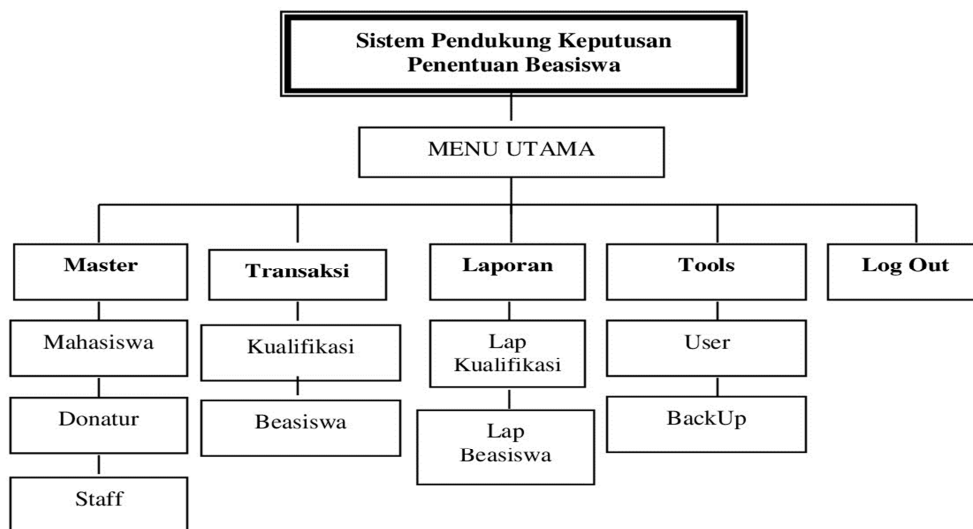 Sistem Pendukung Keputusan
Penentuan Beasiswa
MENU UTAMA
Master
Transaksi
Laporan
Tools
Log Out
Mahasiswa
Kualifikasi
Lap
Kualifikasi
User
Donatur
Beasiswa
Lap
Beasiswa
BackUp
Staff